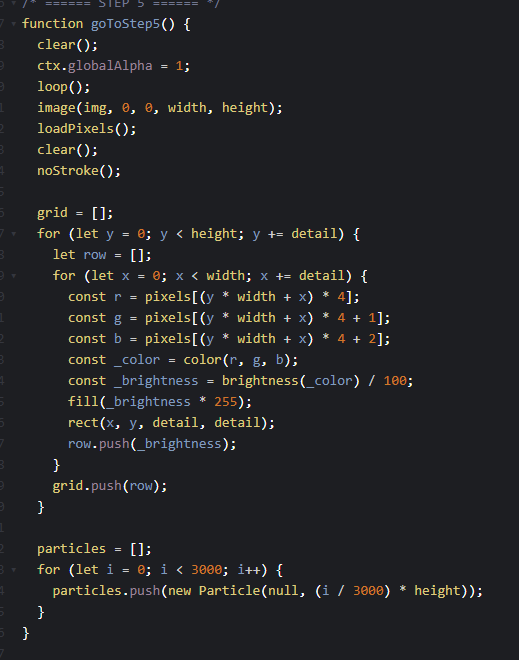 /* ====== STEP 5 ====== */
function goToStep5() {
  clear();
  ctx.globalAlpha = 1;
  loop();
  image(img, 0, 0, width, height);
  loadPixels();
  clear();
  noStroke();

  grid = [];
  for (let y = 0; y < height; y += detail) {
    let row = [];
    for (let x = 0; x < width; x += detail) {
      const r = pixels[(y * width + x) * 4];
      const g = pixels[(y * width + x) * 4 + 1];
      const b = pixels[(y * width + x) * 4 + 2];
      const _color = color(r, g, b);
      const _brightness = brightness(_color) / 100;
      fill(_brightness * 255);
      rect(x, y, detail, detail);
      row.push(_brightness);
    }
    grid.push(row);
  }

  particles = [];
  for (let i = 0; i < 3000; i++) {
    particles.push(new Particle(null, (i / 3000) * height));
  }
}